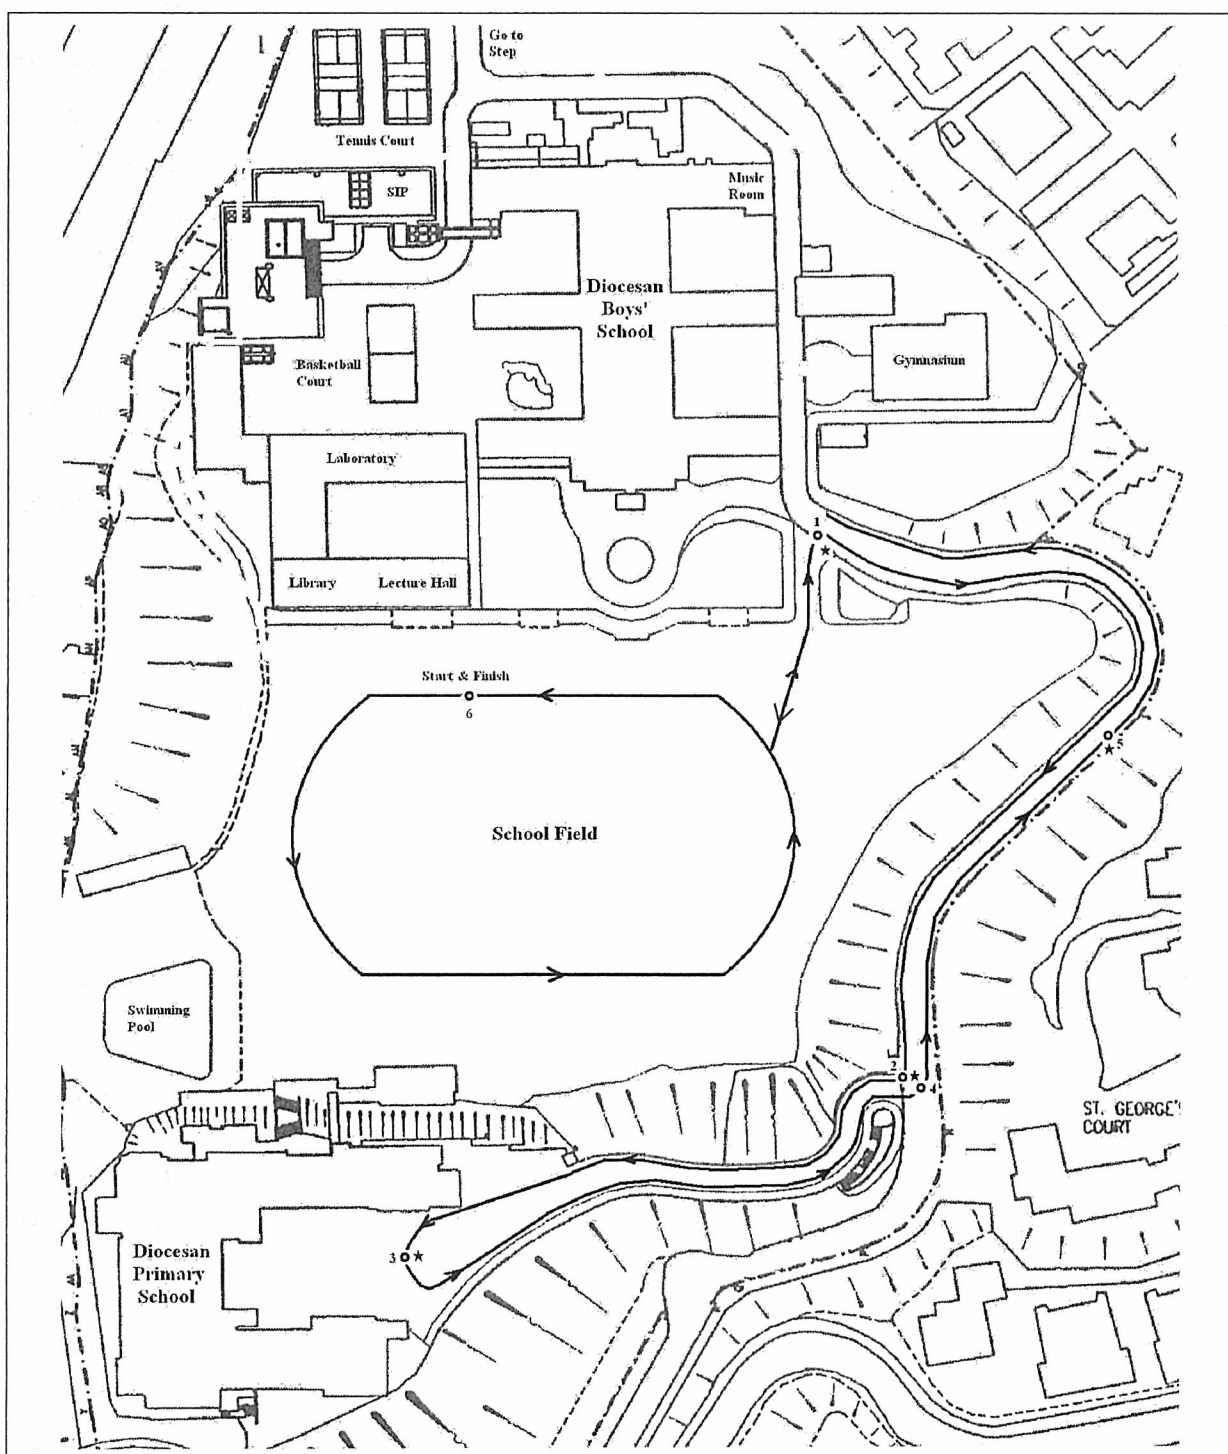 Go to
Step
Tennis Court
SIP
Music
Room
Diocesan
Boys'
School
Gymnasium
Basketball
Court
Laboratory
Library
Lecture Hall
1
Start & Finish
6
5
School Field
Swimming
Pool
2
4
ST. GEORGE'S
COURT
3
Diocesan
Primary
School